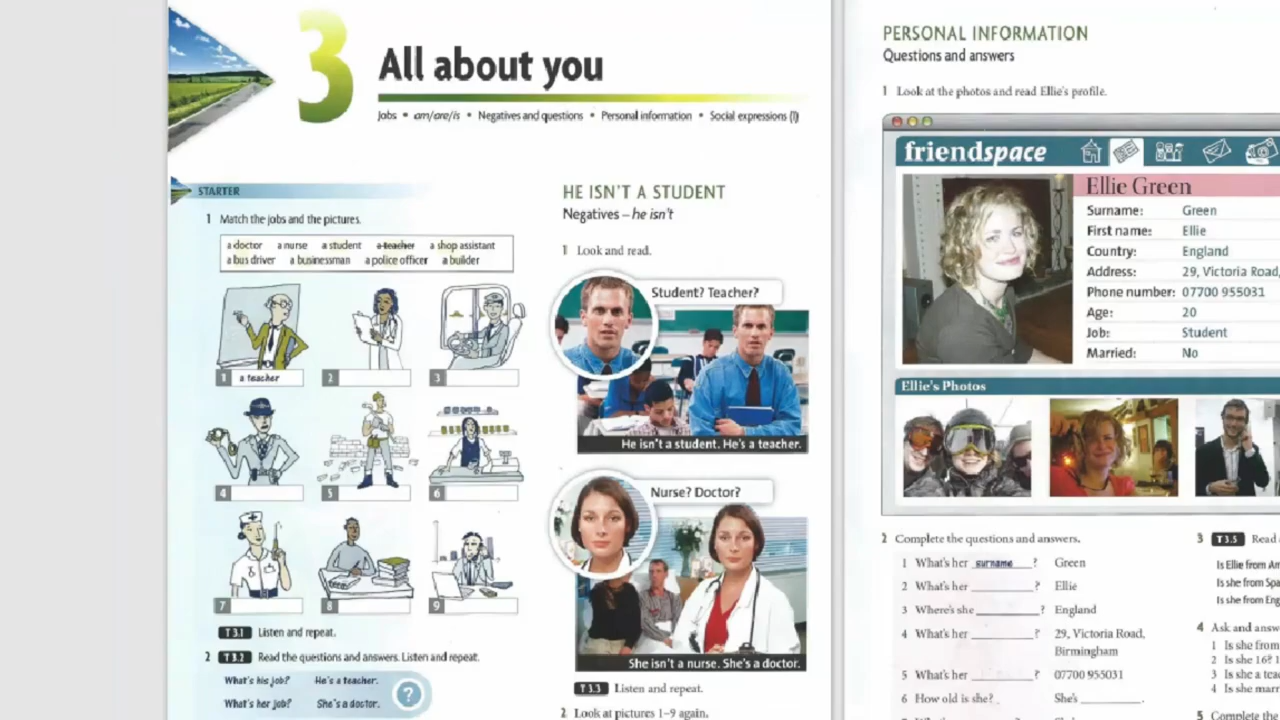 3
All about you
Jobs • am/are/is • Negatives and questions • Personal information • Social expressions (1)
STARTER
1 Match the jobs and the pictures.
a doctor a nurse a student a teacher a shop assistant
a bus driver a businessman a police officer a builder
1 a teacher
2
3
4
5
6
7
8
9
T 3.1 Listen and repeat.
2 T 3.2 Read the questions and answers. Listen and repeat.
What's his job? He's a teacher.
What's her job? She's a doctor.
?
HE ISN'T A STUDENT
Negatives – he isn't
1 Look and read.
Student? Teacher?
He isn't a student. He's a teacher.
Nurse? Doctor?
She isn't a nurse. She's a doctor.
T 3.3 Listen and repeat.
2 Look at pictures 1–9 again.
PERSONAL INFORMATION
Questions and answers
1 Look at the photos and read Ellie's profile.
friendspace
Ellie Green
Surname: Green
First name: Ellie
Country: England
Address: 29, Victoria Road,
Phone number: 07700 955031
Age: 20
Job: Student
Married: No
Ellie's Photos
2 Complete the questions and answers.
1 What's her surname ? Green
2 What's her ________? Ellie
3 Where's she ________? England
4 What's her ________? 29, Victoria Road,
Birmingham
5 What's her ________? 07700 955031
6 How old is she? She's ________.
3 T 3.5 Read
Is Ellie from Am
Is she from Spa
Is she from Eng
4 Ask and answ
1 Is she from
2 Is she 16? 1
3 Is she a tea
4 Is she marr
5 Complete the